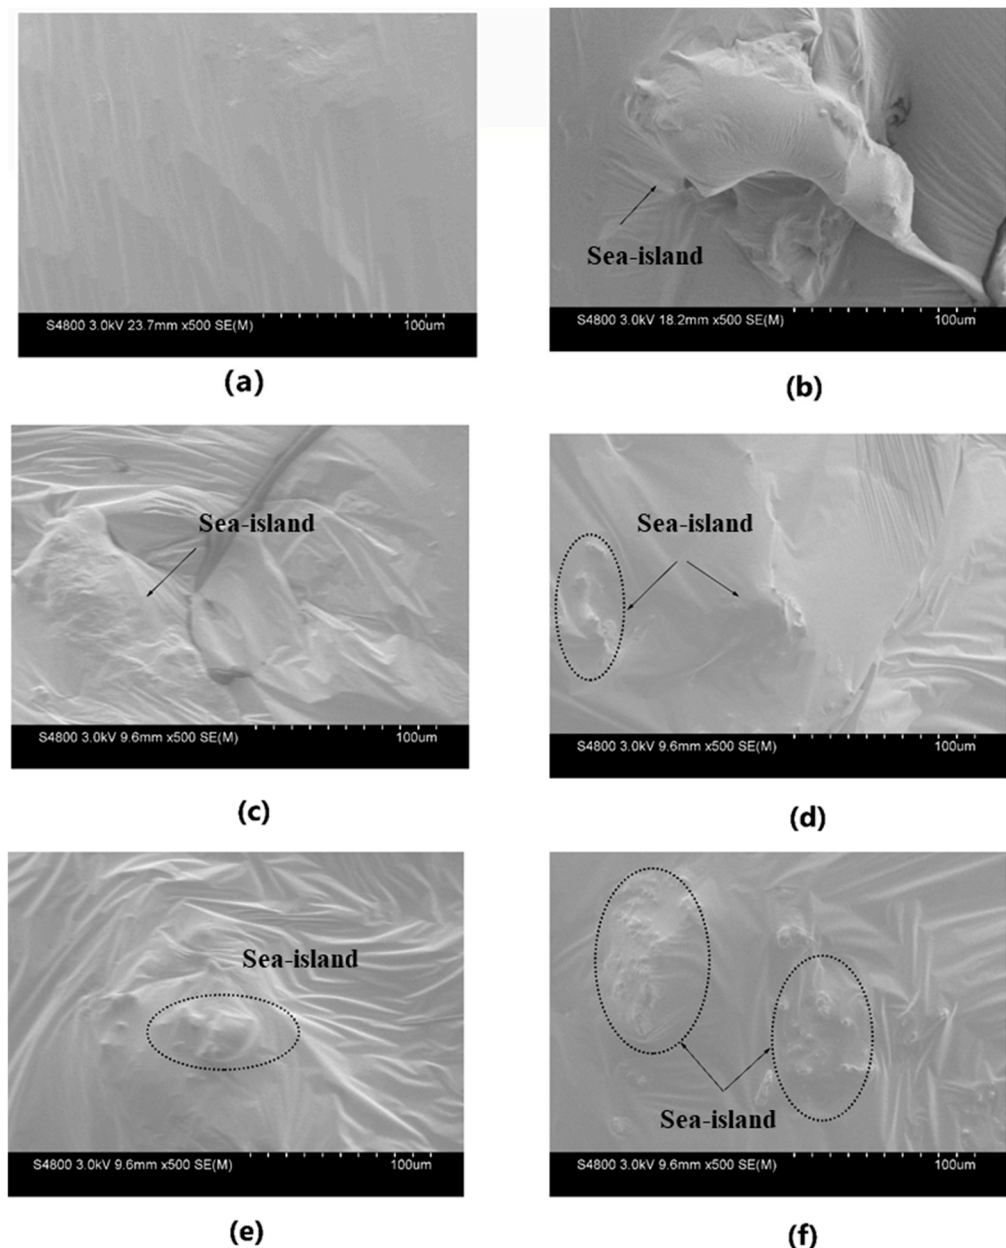 S4800 3.0kV 23.7mm x500 SE(M) 100um
(a)
Sea-island
S4800 3.0kV 18.2mm x500 SE(M) 100um
(b)
Sea-island
S4800 3.0kV 9.6mm x500 SE(M) 100um
(c)
Sea-island
S4800 3.0kV 9.6mm x500 SE(M) 100um
(d)
Sea-island
S4800 3.0kV 9.6mm x500 SE(M) 100um
(e)
Sea-island
S4800 3.0kV 9.6mm x500 SE(M) 100um
(f)